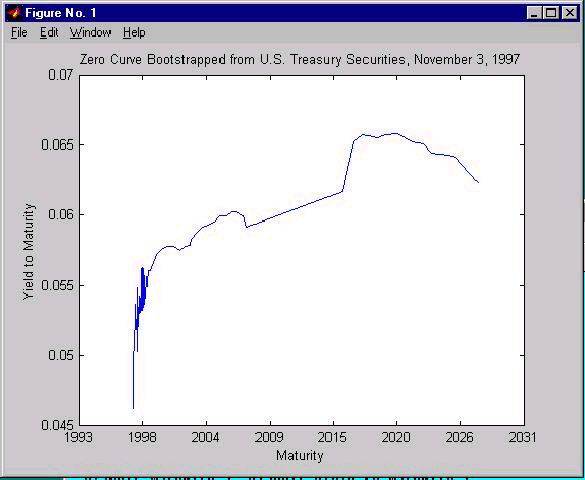 Figure No. 1
File Edit Window Help
Zero Curve Bootstrapped from U.S. Treasury Securities, November 3, 1997
0.07
0.065
0.06
0.055
0.05
0.045
Yield to Maturity
1993 1998 2004 2009 2015 2020 2026 2031
Maturity